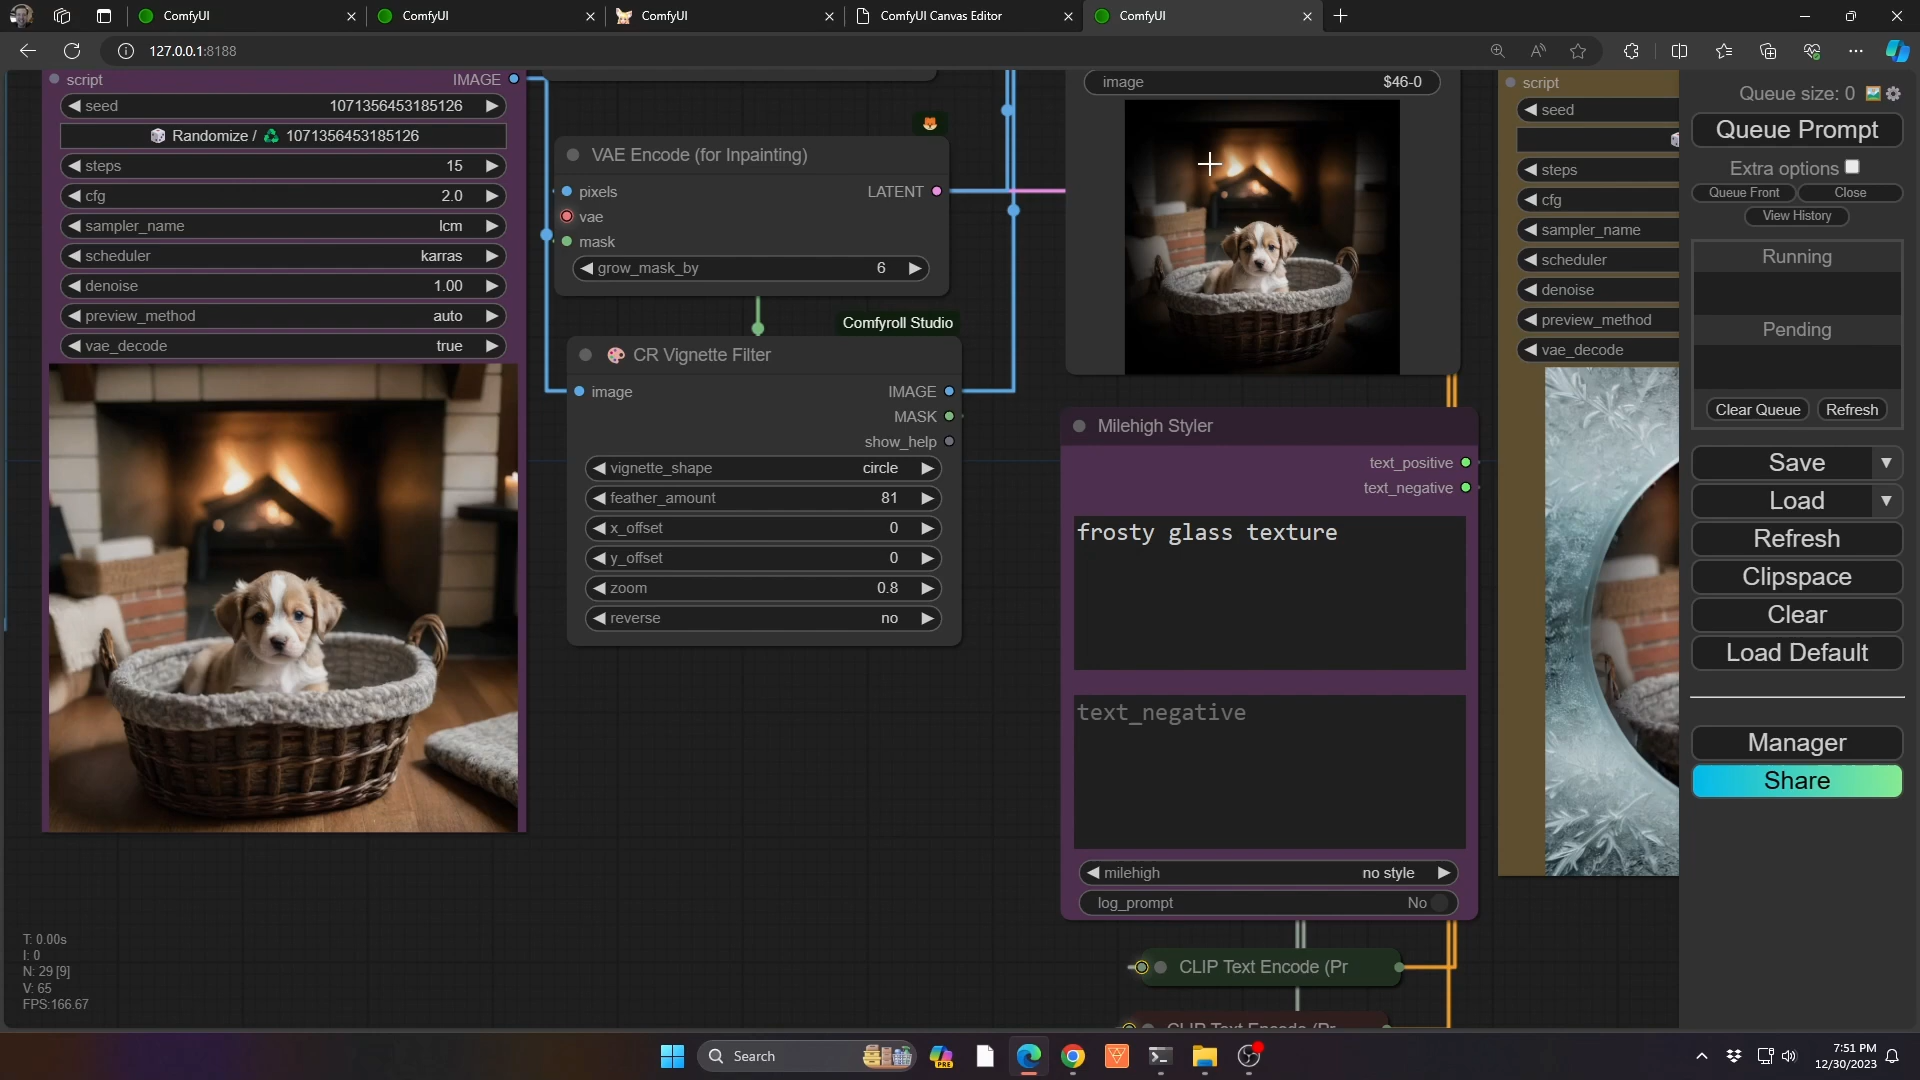 ComfyUI
ComfyUI
ComfyUI
ComfyUI Canvas Editor
ComfyUI
127.0.0.1:8188
script
IMAGE
seed
1071356453185126
Randomize / 1071356453185126
steps
15
cfg
2.0
sampler_name
lcm
scheduler
karras
denoise
1.00
preview_method
auto
vae_decode
true
VAE Encode (for Inpainting)
pixels
LATENT
vae
mask
grow_mask_by
6
Comfyroll Studio
CR Vignette Filter
image
IMAGE
MASK
show_help
vignette_shape
circle
feather_amount
81
x_offset
0
y_offset
0
zoom
0.8
reverse
no
image
$46-0
Milehigh Styler
text_positive
text_negative
frosty glass texture
text_negative
milehigh
no style
log_prompt
No
CLIP Text Encode (Pr
CLIP Text Encode (Pr
script
seed
steps
cfg
sampler_name
scheduler
denoise
preview_method
vae_decode
Queue size: 0
Queue Prompt
Extra options
Queue Front
Close
View History
Running
Pending
Clear Queue
Refresh
Save
Load
Refresh
Clipspace
Clear
Load Default
Manager
Share
T: 0.00s
I: 0
N: 29 [9]
V: 65
FPS:166.67
Search
PRE
7:51 PM
12/30/2023